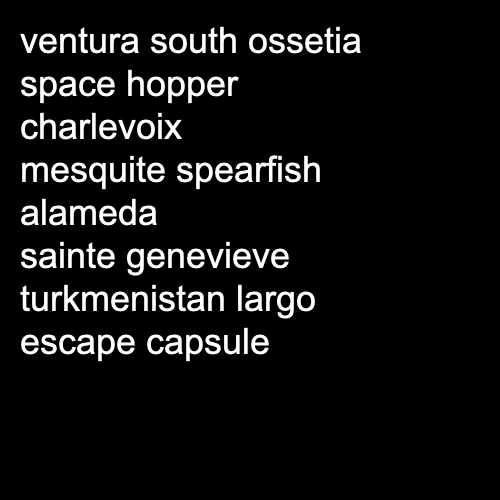 ventura south ossetia
space hopper
charlevoix
mesquite spearfish
alameda
sainte genevieve
turkmenistan largo
escape capsule